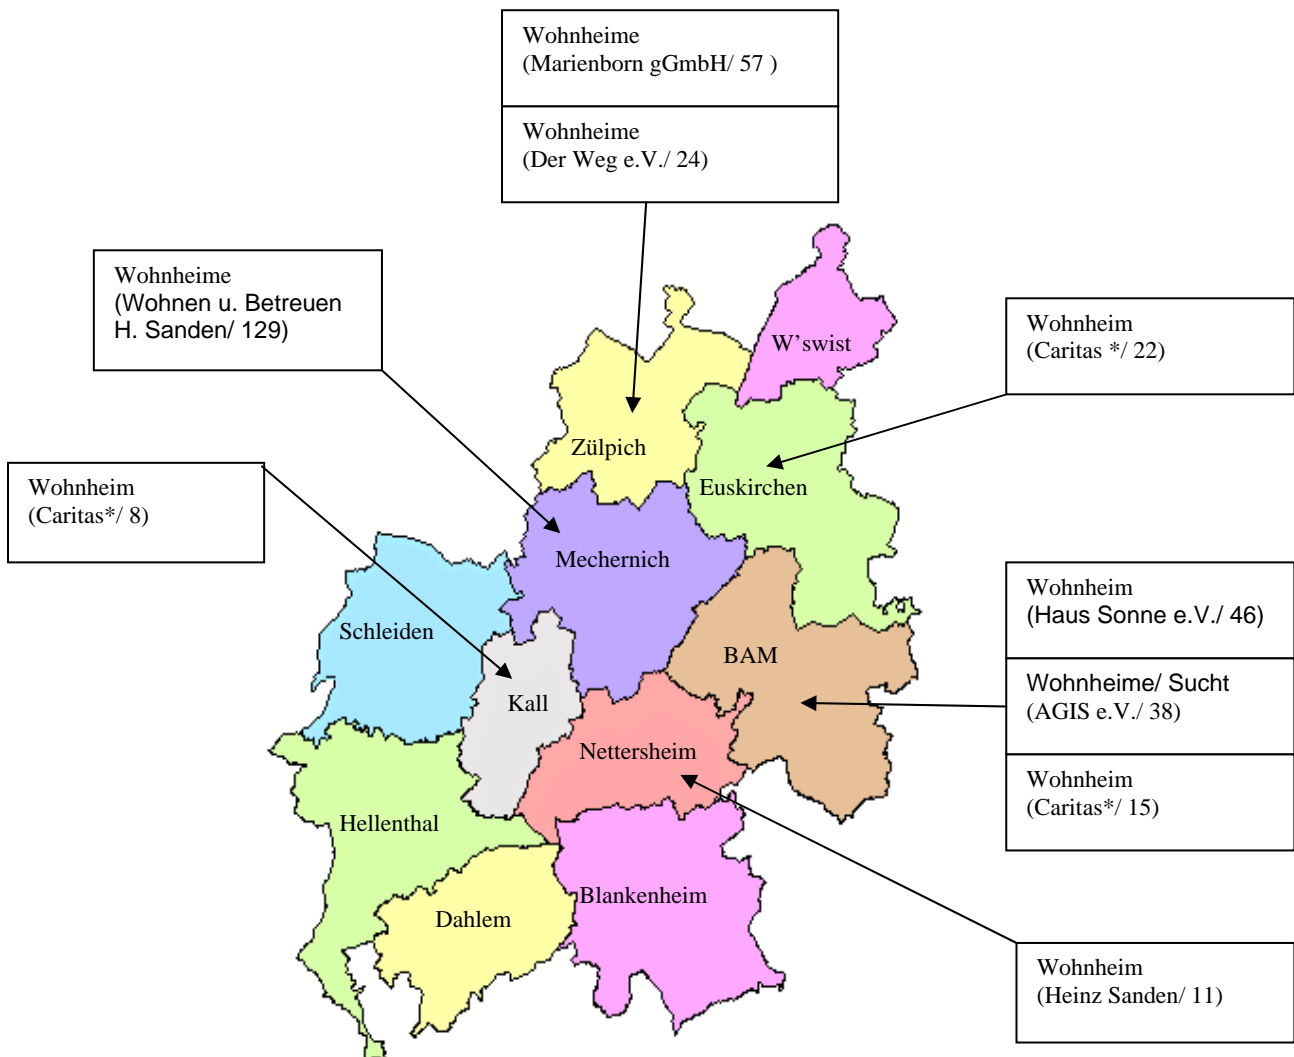 Wohnheime
(Marienborn gGmbH/ 57 )
Wohnheime
(Der Weg e.V./ 24)
Wohnheime
(Wohnen u. Betreuen
H. Sanden/ 129)
W'swist
Wohnheim
(Caritas */ 22)
Zülpich
Euskirchen
Wohnheim
(Caritas*/ 8)
Mechernich
Schleiden
BAM
Wohnheim
(Haus Sonne e.V./ 46)
Wohnheime/ Sucht
(AGIS e.V./ 38)
Wohnheim
(Caritas*/ 15)
Kall
Nettersheim
Hellenthal
Blankenheim
Dahlem
Wohnheim
(Heinz Sanden/ 11)